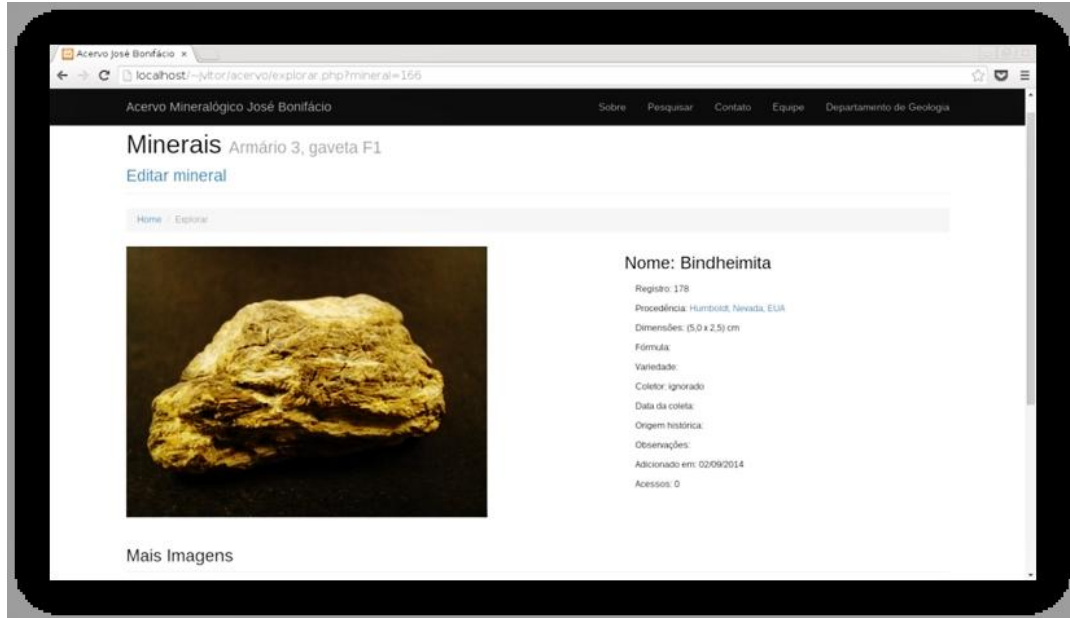 Acervo José Bonifácio ×
localhost/~jvitor/acervo/explorar.php?mineral=166
Acervo Mineralógico José Bonifácio Sobre Pesquisar Contato Equipe Departamento de Geologia
Minerais Armário 3, gaveta F1
Editar mineral
Home / Explorar
Nome: Bindheimita
Registro: 178
Procedência: Humboldt, Nevada, EUA
Dimensões: (5,0 x 2,5) cm
Fórmula:
Variedade:
Coletor: ignorado
Data da coleta:
Origem histórica:
Observações:
Adicionado em: 02/09/2014
Acessos: 0
Mais Imagens